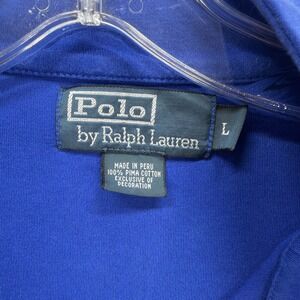 Polo
by Ralph Lauren
L
MADE IN PERU
100% PIMA COTTON
EXCLUSIVE OF
DECORATION